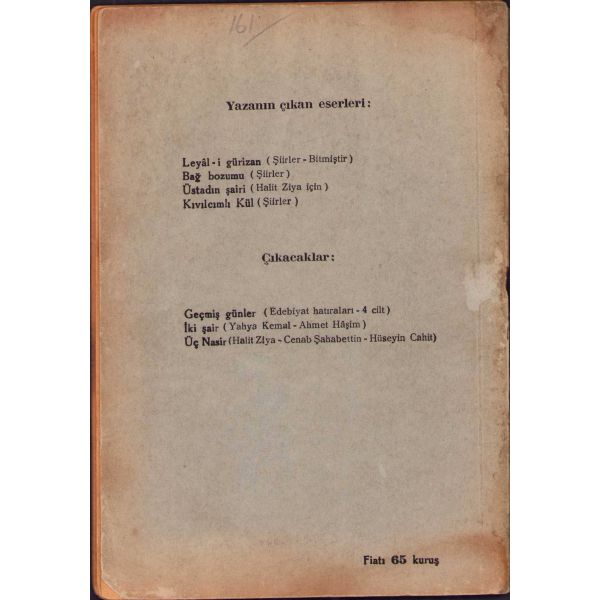 161
Yazanın çıkan eserleri:
Leyâl-i gürizan (Şiirler-Bitmiştir)
Bağ bozumu (Şiirler)
Üstadın şairi (Halit Ziya için)
Kıvılcımlı Kül (Şiirler)
Çıkacaklar:
Geçmiş günler (Edebiyat hatıraları-4 cilt)
İki şair (Yahya Kemal-Ahmet Hâşim)
Üç Nasir (Halit Ziya-Cenab Şahabettin-Hüseyin Cahit)
Fiatı 65 kuruş